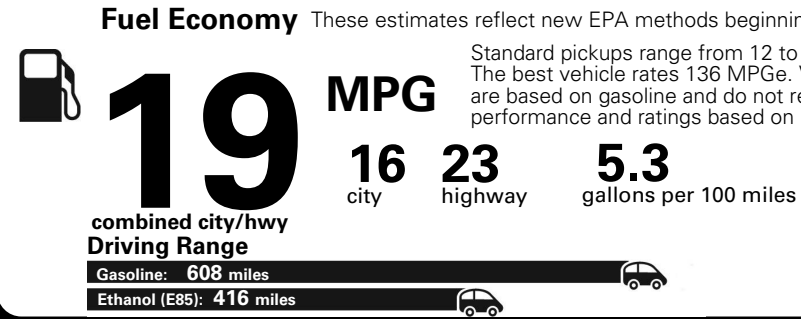 Fuel Economy These estimates reflect new EPA methods
Standard pickups range from 12 to
The best vehicle rates 136 MPGe.
are based on gasoline and do not
performance and ratings based on
19 MPG
16 23 5.3
city highway gallons per 100 miles
combined city/hwy
Driving Range
Gasoline: 608 miles
Ethanol (E85): 416 miles